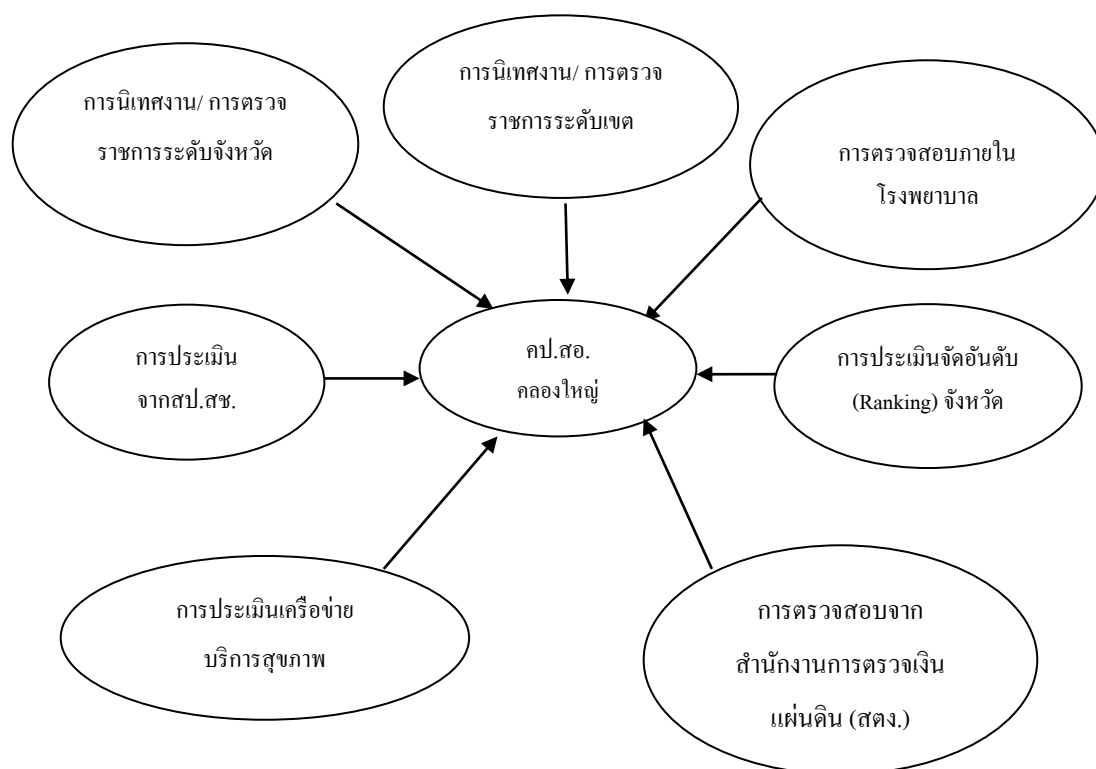 การนิเทศงาน/ การตรวจ
ราชการระดับจังหวัด
การนิเทศงาน/ การตรวจ
ราชการระดับเขต
การตรวจสอบภายใน
โรงพยาบาล
การประเมิน
จากสป.สช.
คป.สอ.
คลองใหญ่
การประเมินจัดอันดับ
(Ranking) จังหวัด
การประเมินเครือข่าย
บริการสุขภาพ
การตรวจสอบจาก
สำนักงานการตรวจเงิน
แผ่นดิน (สตง.)